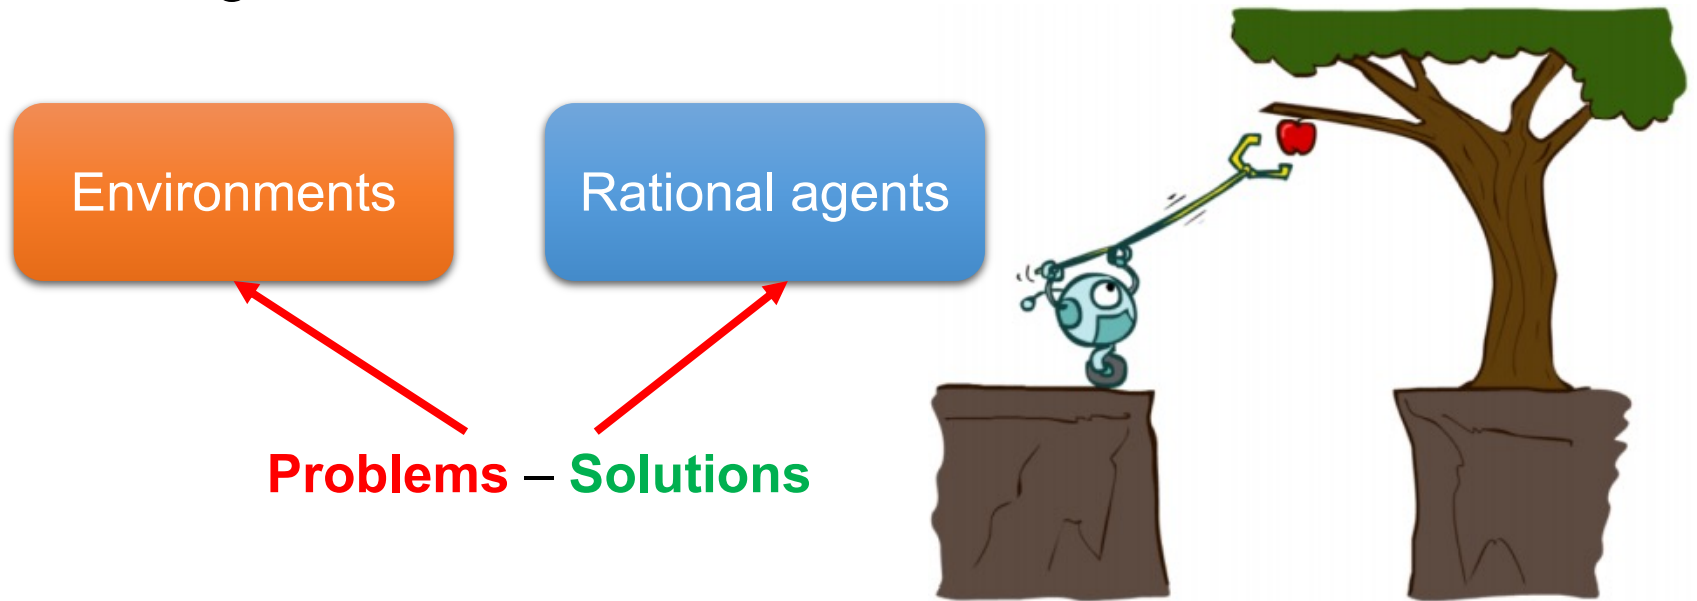 Environments
Rational agents
Problems – Solutions